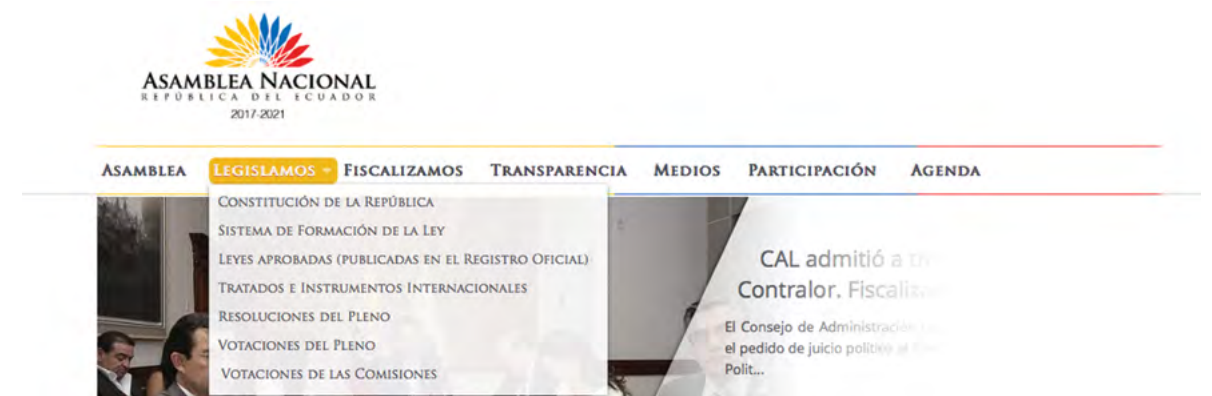 ASAMBLEA NACIONAL
REPÚBLICA DEL ECUADOR
2017-2021
ASAMBLEA LEGISLAMOS FISCALIZAMOS TRANSPARENCIA MEDIOS PARTICIPACIÓN AGENDA
CONSTITUCIÓN DE LA REPÚBLICA
SISTEMA DE FORMACIÓN DE LA LEY
LEYES APROBADAS (PUBLICADAS EN EL REGISTRO OFICIAL)
TRATADOS E INSTRUMENTOS INTERNACIONALES
RESOLUCIONES DEL PLENO
VOTACIONES DEL PLENO
VOTACIONES DE LAS COMISIONES
CAL admitió a
Contralor.
El Consejo de Administración
el pedido de juicio político
Polit...